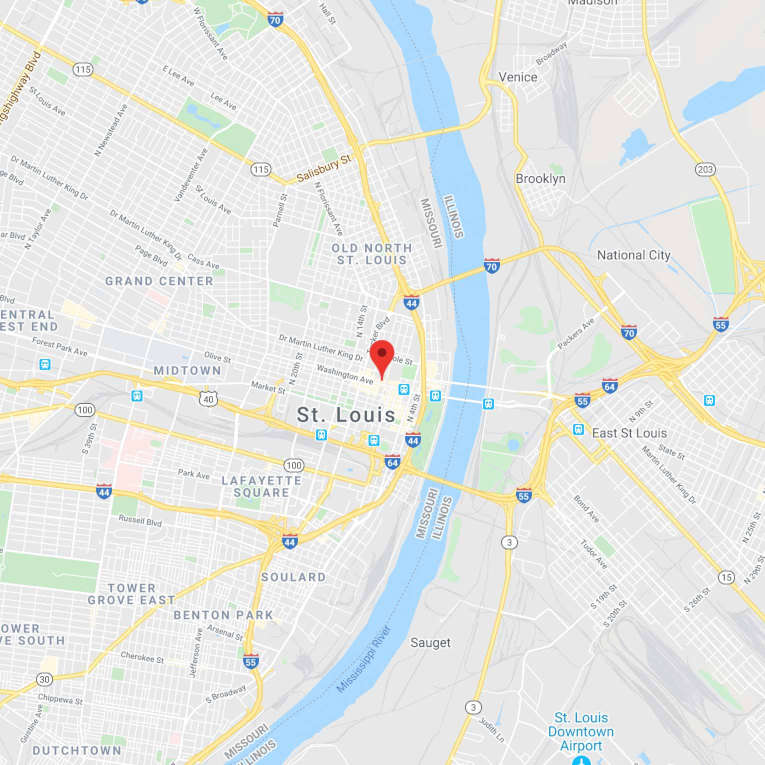 Madison
W Florissant Ave
N Florissant Ave
Hall St
70
115
E Lee Ave
Lee Ave
Kingshighway Blvd
Broadway
Venice
St. Louis Ave
N Newstead Ave
Vandeventer Ave
115
Salisbury St
Brooklyn
203
Dr Martin Luther King Dr
Page Blvd
St. Louis Ave
Parnell St
N Florissant Ave
MISSOURI
ILLINOIS
N Taylor Ave
Dr Martin Luther King Dr
Page Blvd
Cass Ave
OLD NORTH
ST. LOUIS
National City
70
GRAND CENTER
44
N 14th St
Tucker Blvd
CENTRAL
WEST END
Forest Park Ave
Olive St
Dr Martin Luther King Dr
Cole St
Packers Ave
70
55
MIDTOWN
N 20th St
Washington Ave
Market St
64
55
40
100
St. Louis
N 4th St
N 9th St
S 39th St
44
East St Louis
State St
64
100
Park Ave
LAFAYETTE
SQUARE
44
Russell Blvd
MISSOURI
ILLINOIS
55
Martin Luther King Dr
Bond Ave
44
3
N 25th St
Tudor Ave
N 29th St
SOULARD
15
TOWER
GROVE EAST
S 19th St
S 20th St
S 26th St
BENTON PARK
TOWER
GROVE SOUTH
Arsenal St
Sauget
Jefferson Ave
Cherokee St
55
Mississippi River
30
S Broadway
Chippewa St
Gustine Ave
3
Judith Ln
St. Louis
Downtown
Airport
MISSOURI
ILLINOIS
DUTCHTOWN